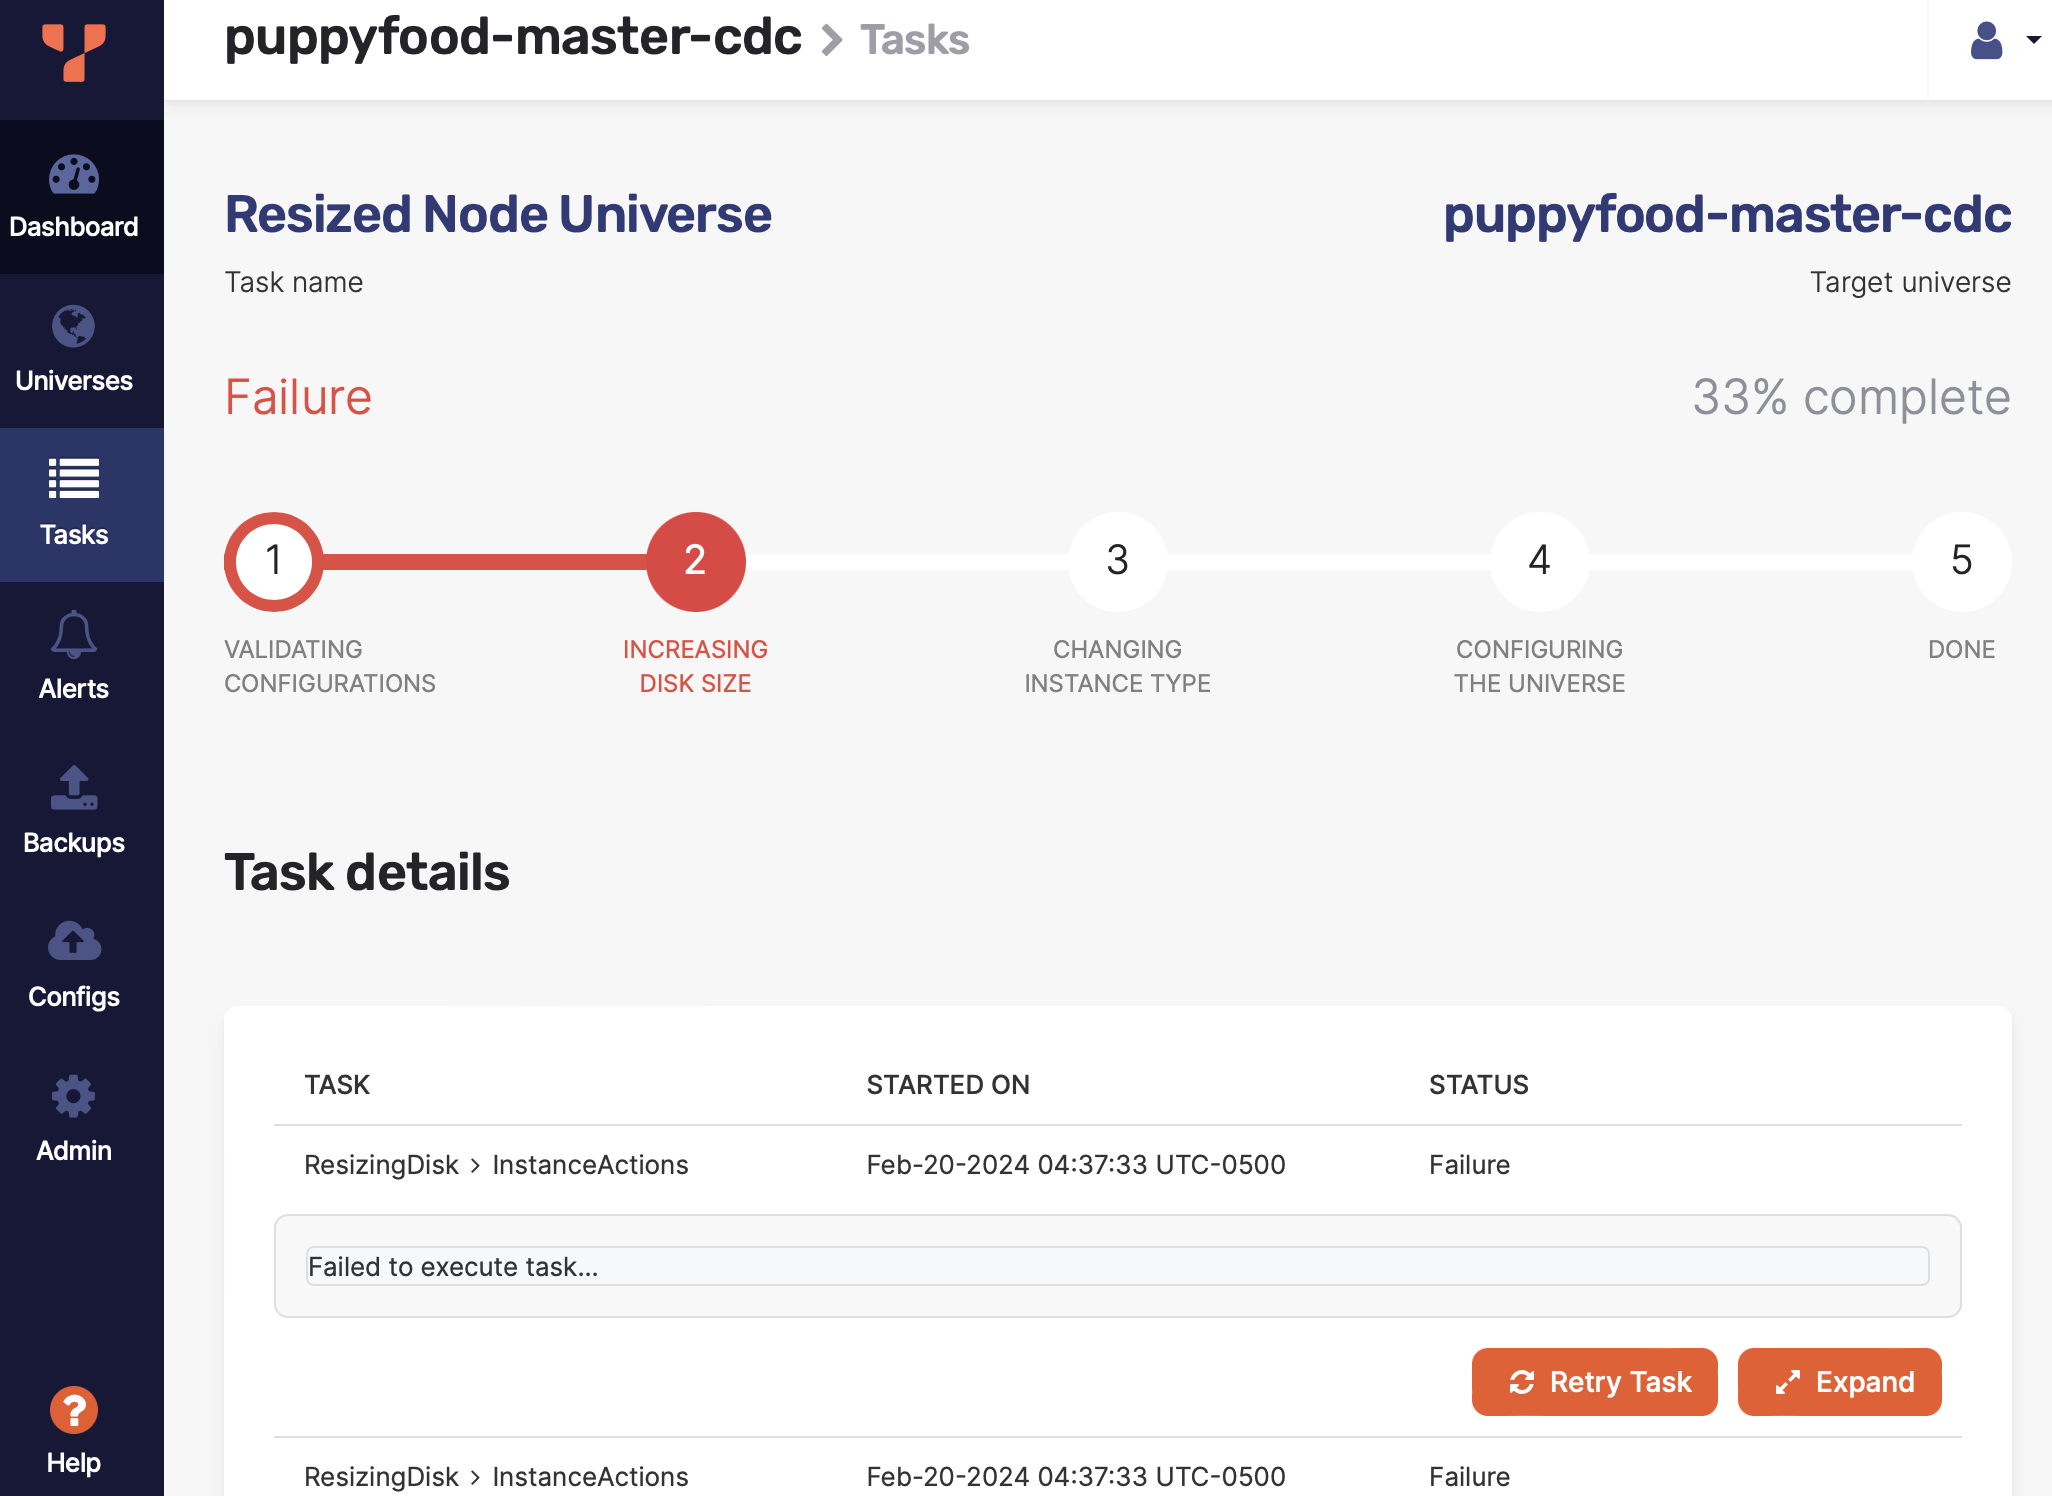 puppyfood-master-cdc > Tasks
Dashboard
Universes
Tasks
Alerts
Backups
Configs
Admin
Help
Resized Node Universe
Task name
puppyfood-master-cdc
Target universe
Failure
33% complete
1
2
3
4
5
VALIDATING
CONFIGURATIONS
INCREASING
DISK SIZE
CHANGING
INSTANCE TYPE
CONFIGURING
THE UNIVERSE
DONE
Task details
TASK STARTED ON STATUS
ResizingDisk > InstanceActions Feb-20-2024 04:37:33 UTC-0500 Failure
Failed to execute task...
Retry Task Expand
ResizingDisk > InstanceActions Feb-20-2024 04:37:33 UTC-0500 Failure